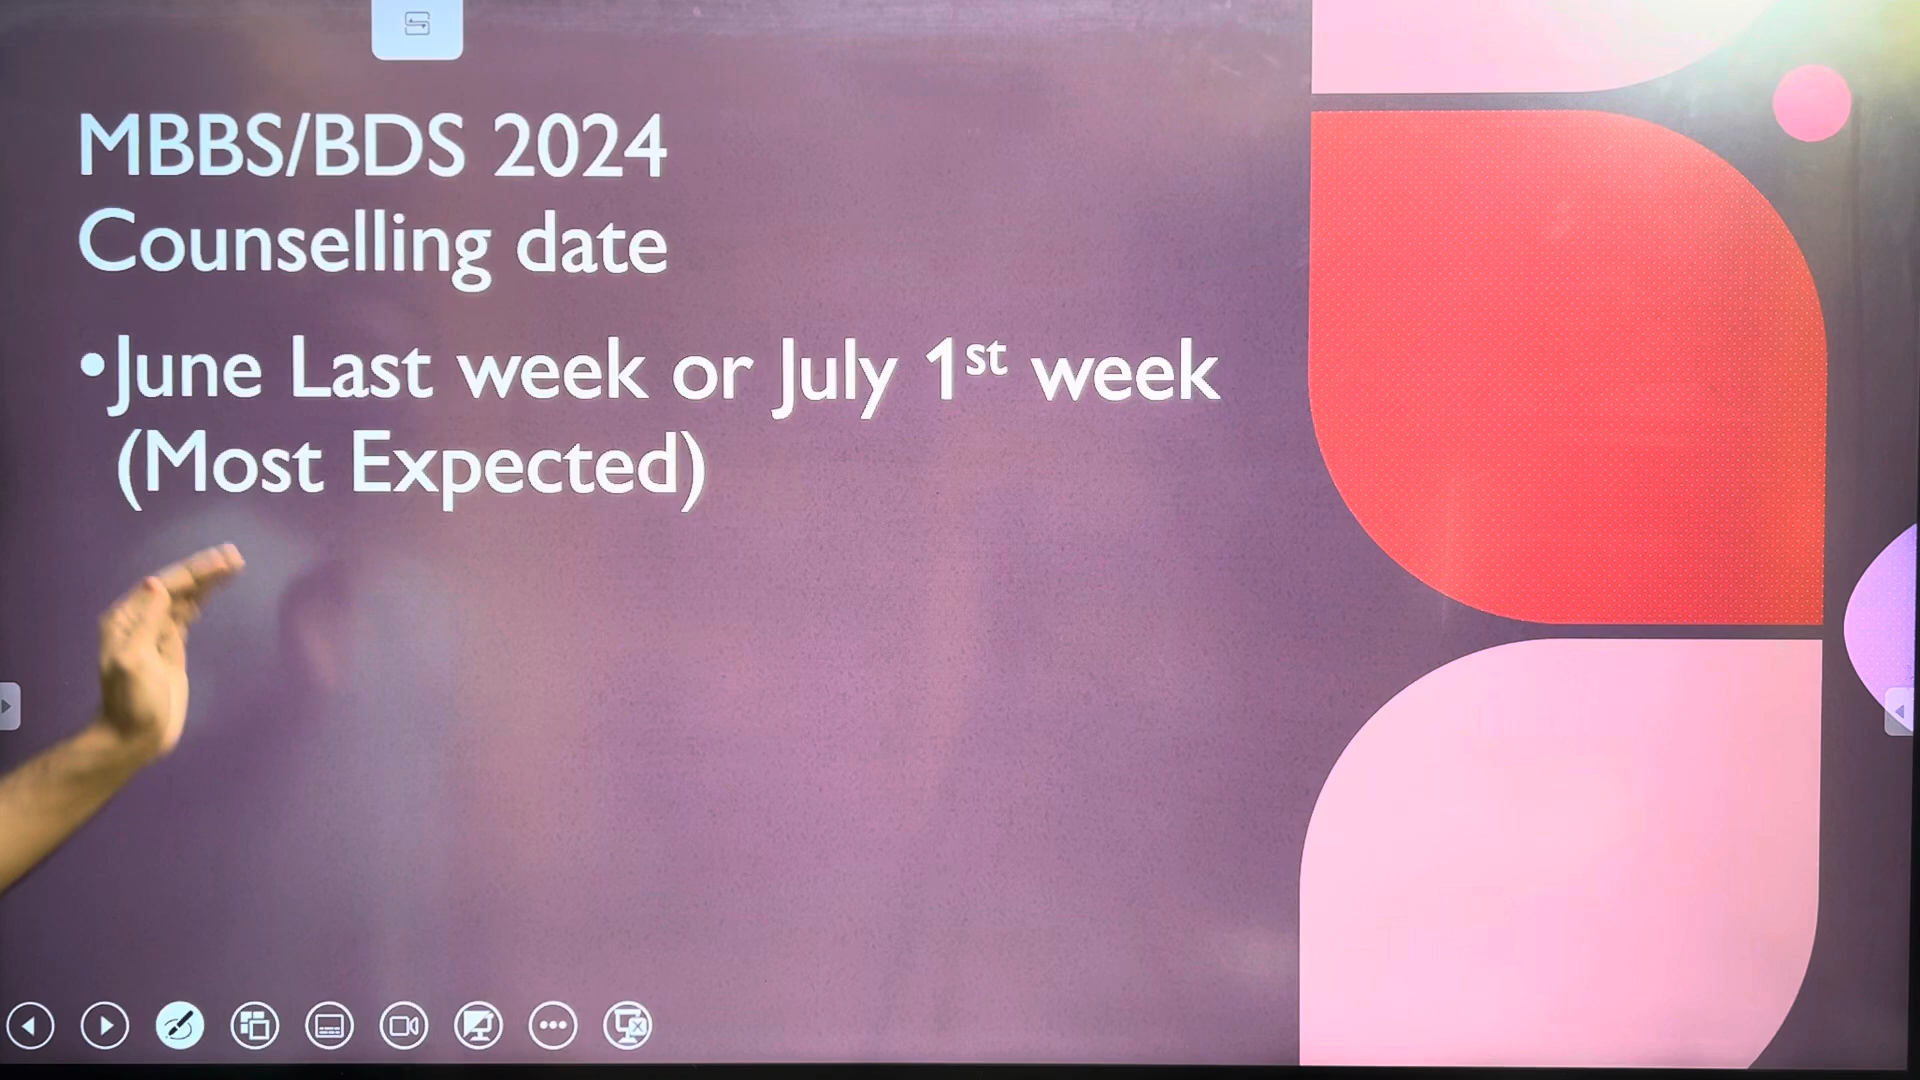 MBBS/BDS 2024
Counselling date
•June Last week or July 1st week
(Most Expected)